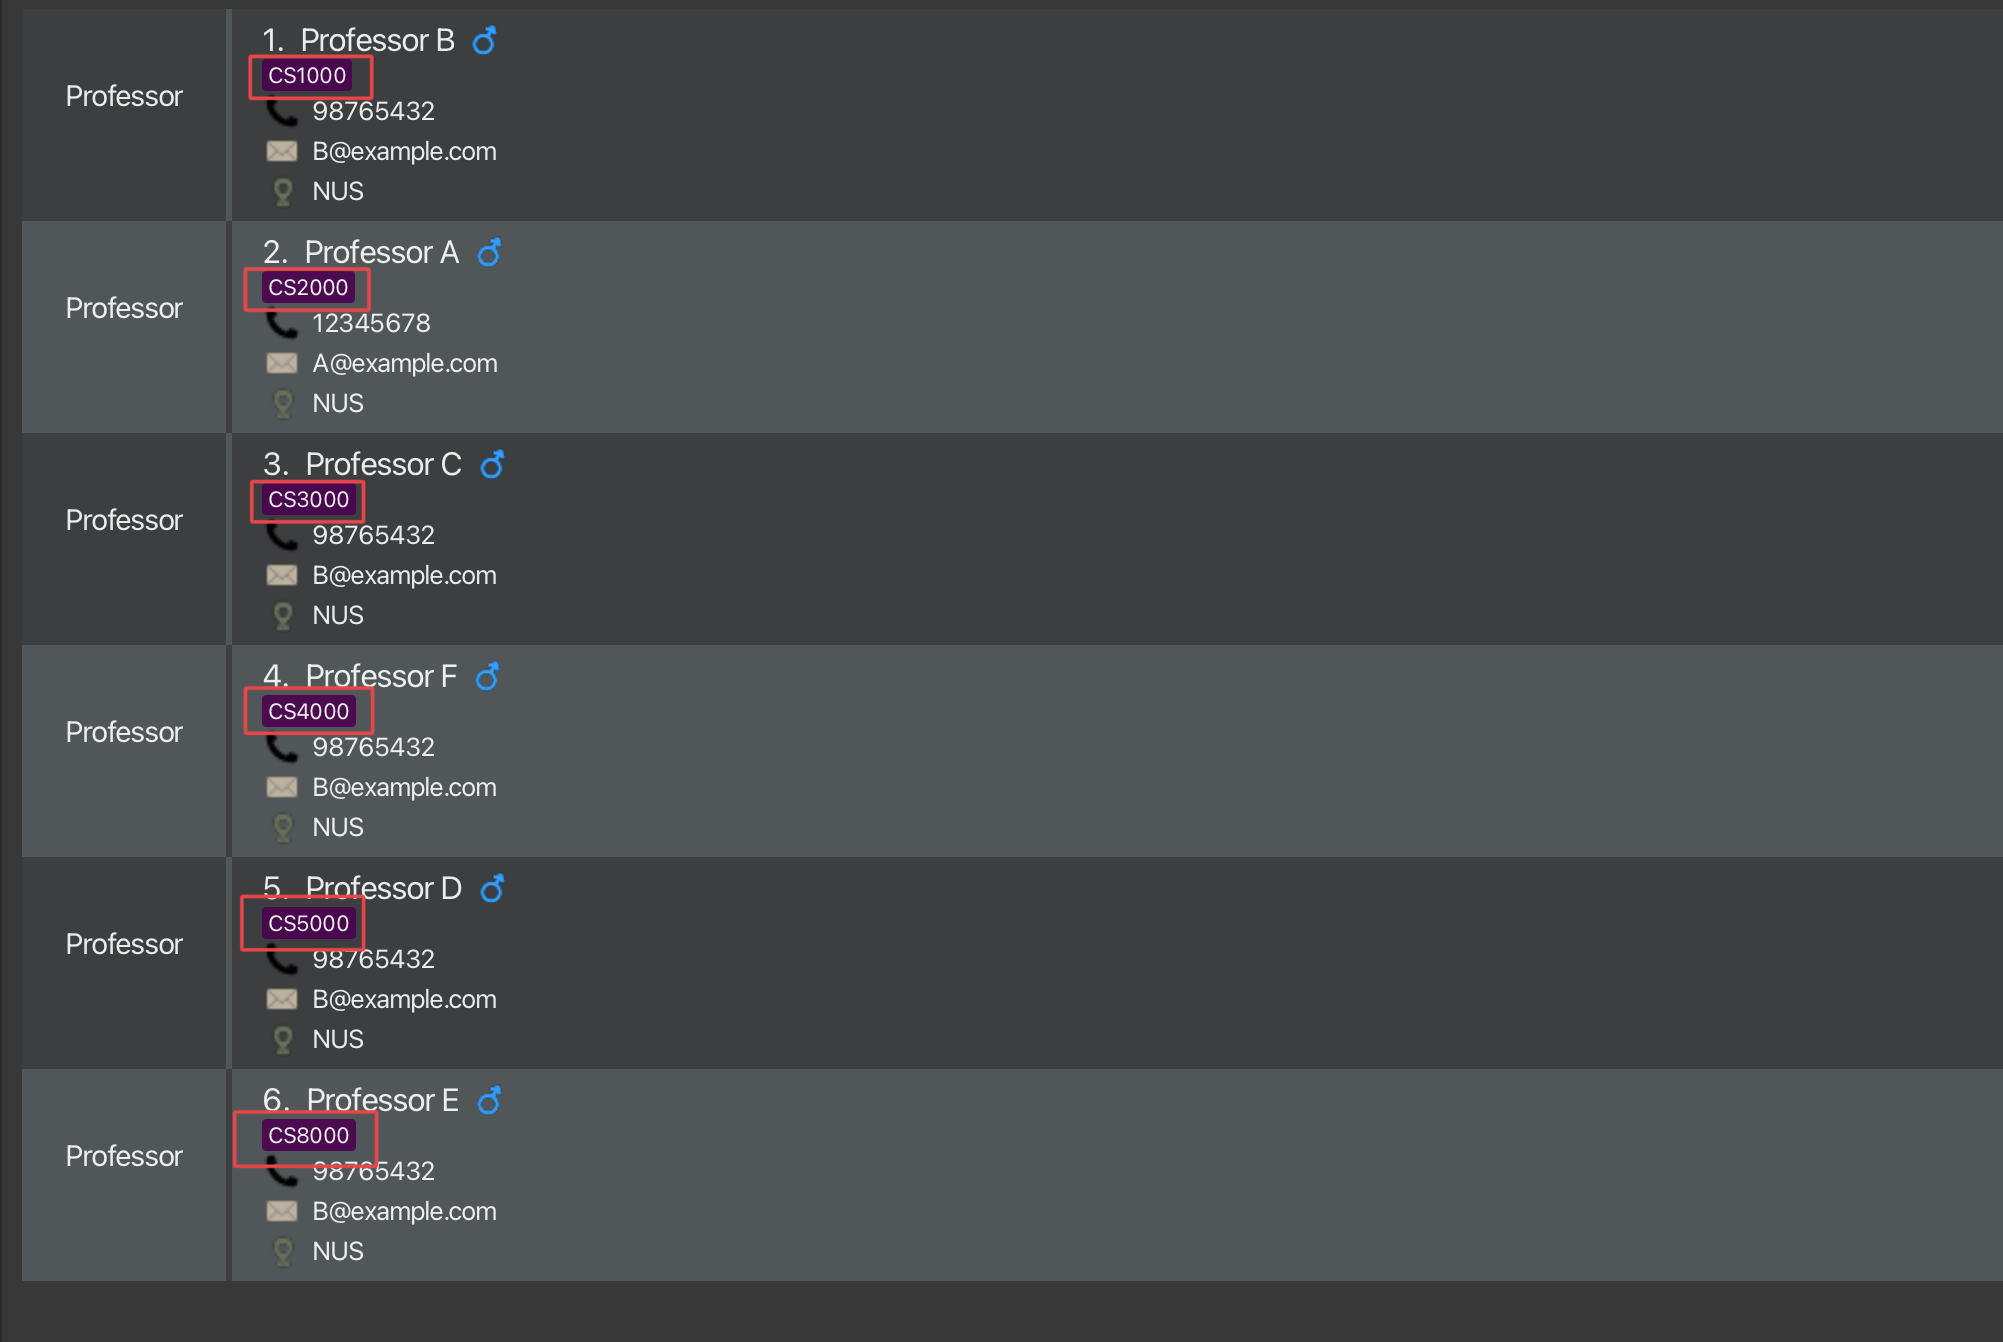 Professor
1. Professor B
CS1000
98765432
B@example.com
NUS
Professor
2. Professor A
CS2000
12345678
A@example.com
NUS
Professor
3. Professor C
CS3000
98765432
B@example.com
NUS
Professor
4. Professor F
CS4000
98765432
B@example.com
NUS
Professor
5. Professor D
CS5000
98765432
B@example.com
NUS
Professor
6. Professor E
CS8000
98765432
B@example.com
NUS